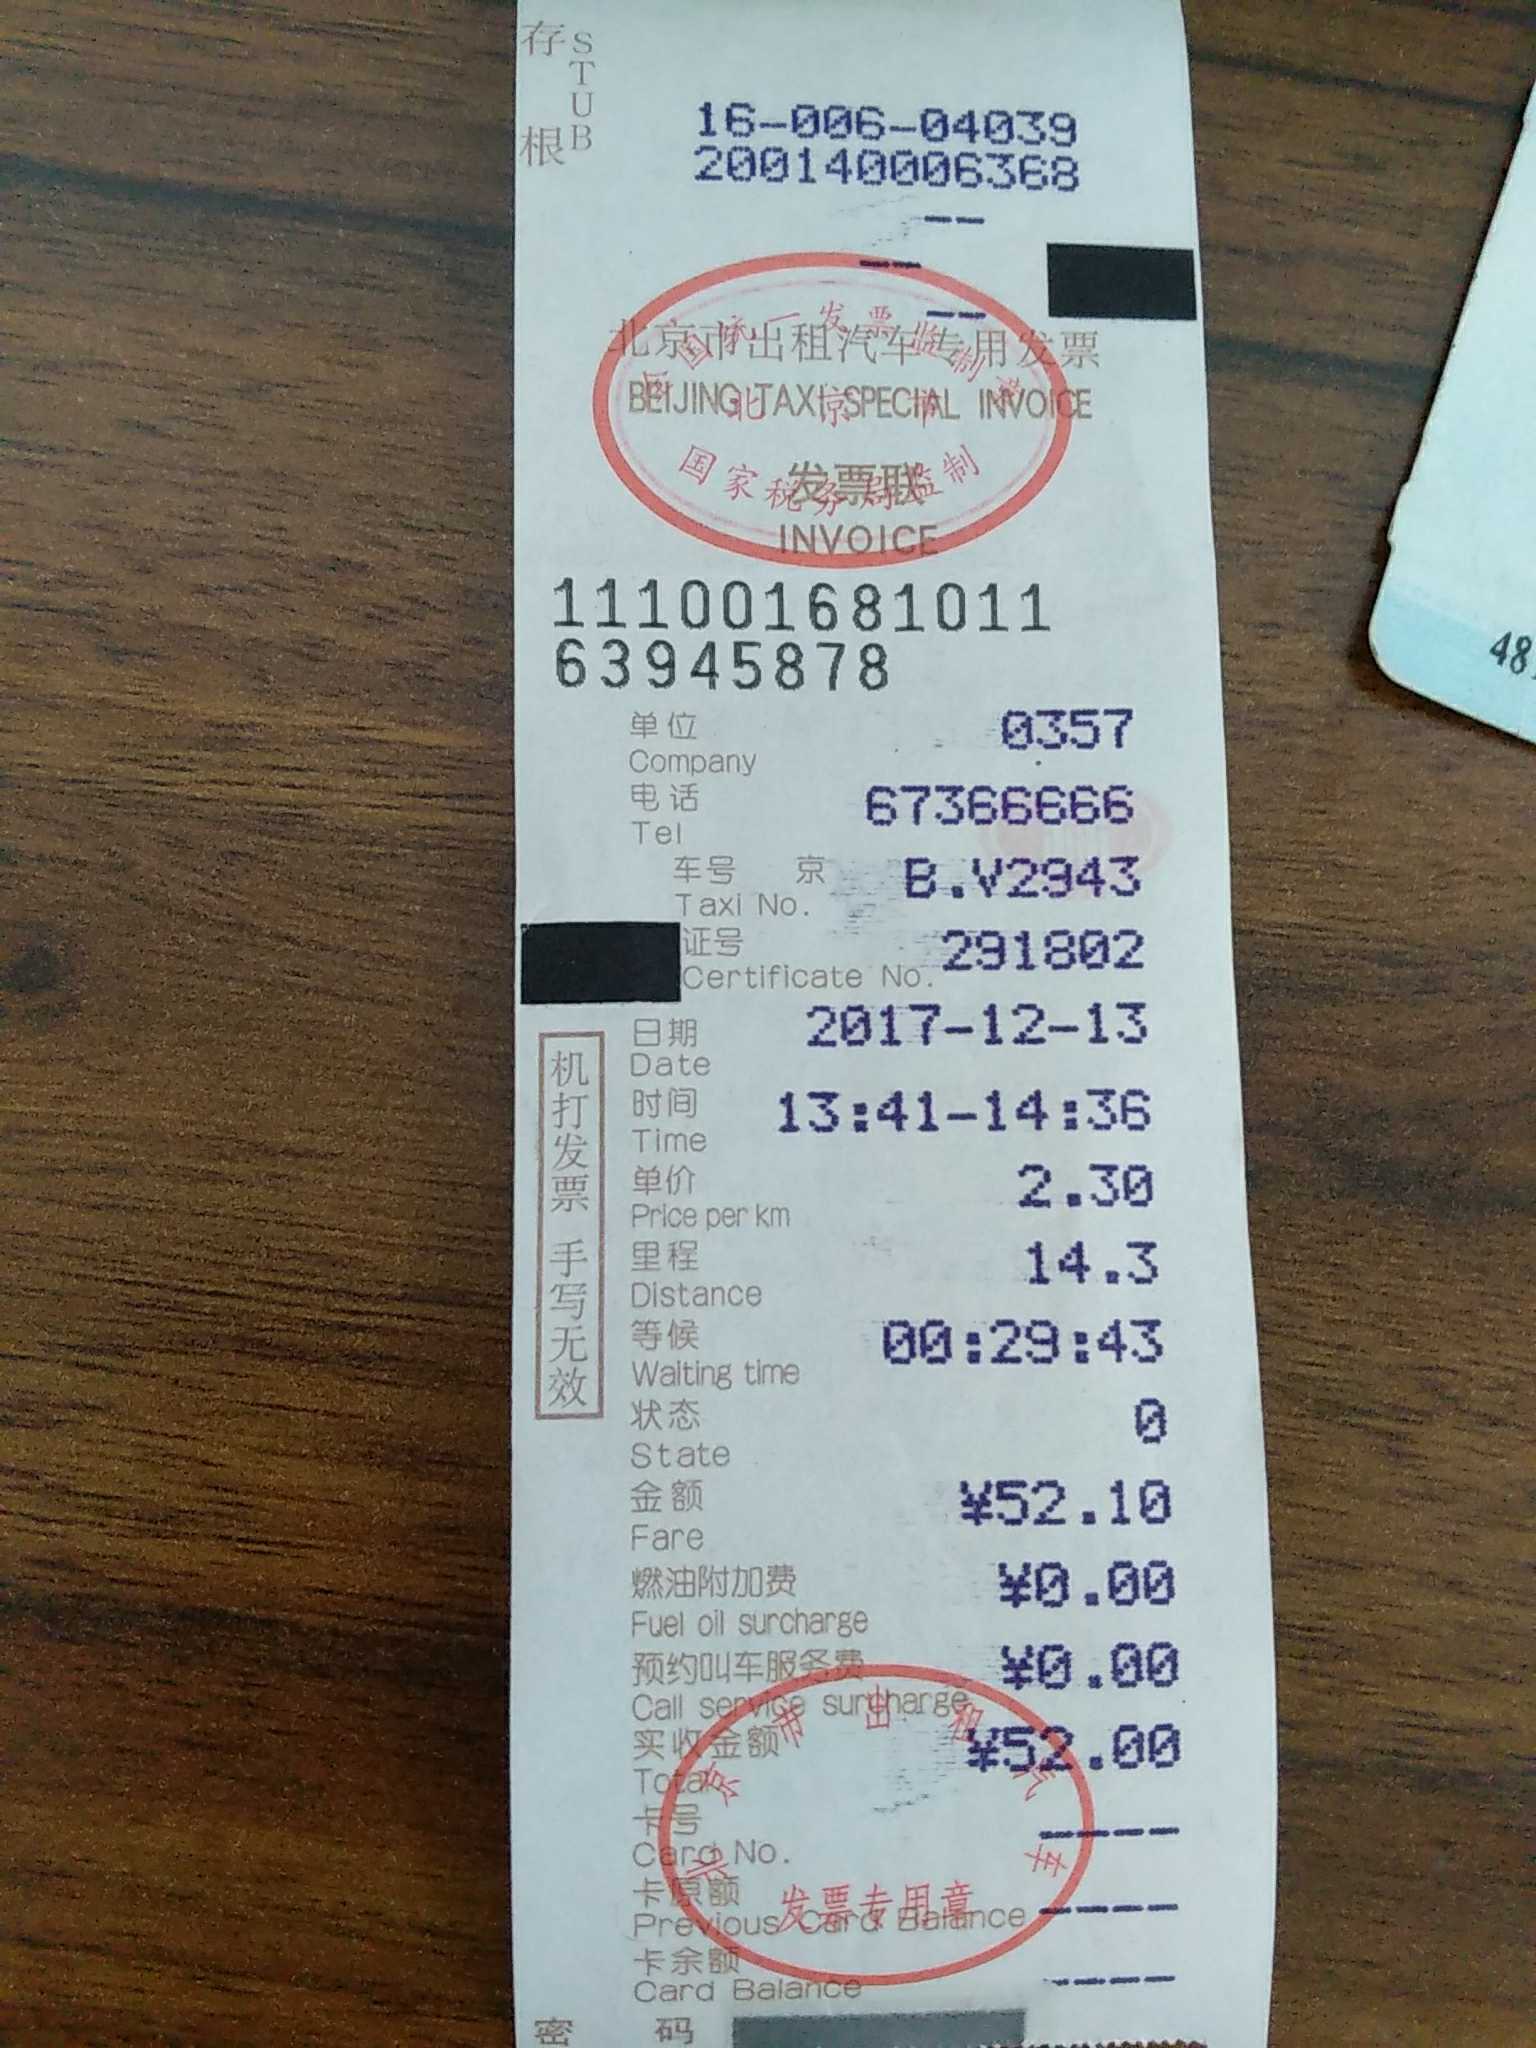 存根
STUB
16-006-04039
200140006368
--
--
--
北京市出租汽车专用发票
BEIJING TAXI SPECIAL INVOICE
全国统一发票监制章
北京市
国家税务局监制
发票联
INVOICE
111001681011
63945878
单位 0357
Company
电话 67366666
Tel
车号 京 B.V2943
Taxi No.
证号 291802
Certificate No.
日期 2017-12-13
Date
时间 13:41-14:36
Time
单价 2.30
Price per km
里程 14.3
Distance
等候 00:29:43
Waiting time
状态 0
State
金额 ¥52.10
Fare
燃油附加费 ¥0.00
Fuel oil surcharge
预约叫车服务费 ¥0.00
Call service surcharge
实收金额 ¥52.00
Total
卡号 -----
Card No.
卡原额 -----
Previous Card Balance
卡余额 -----
Card Balance
密 码
机打发票 手写无效
北京市出租汽车
发票专用章
48